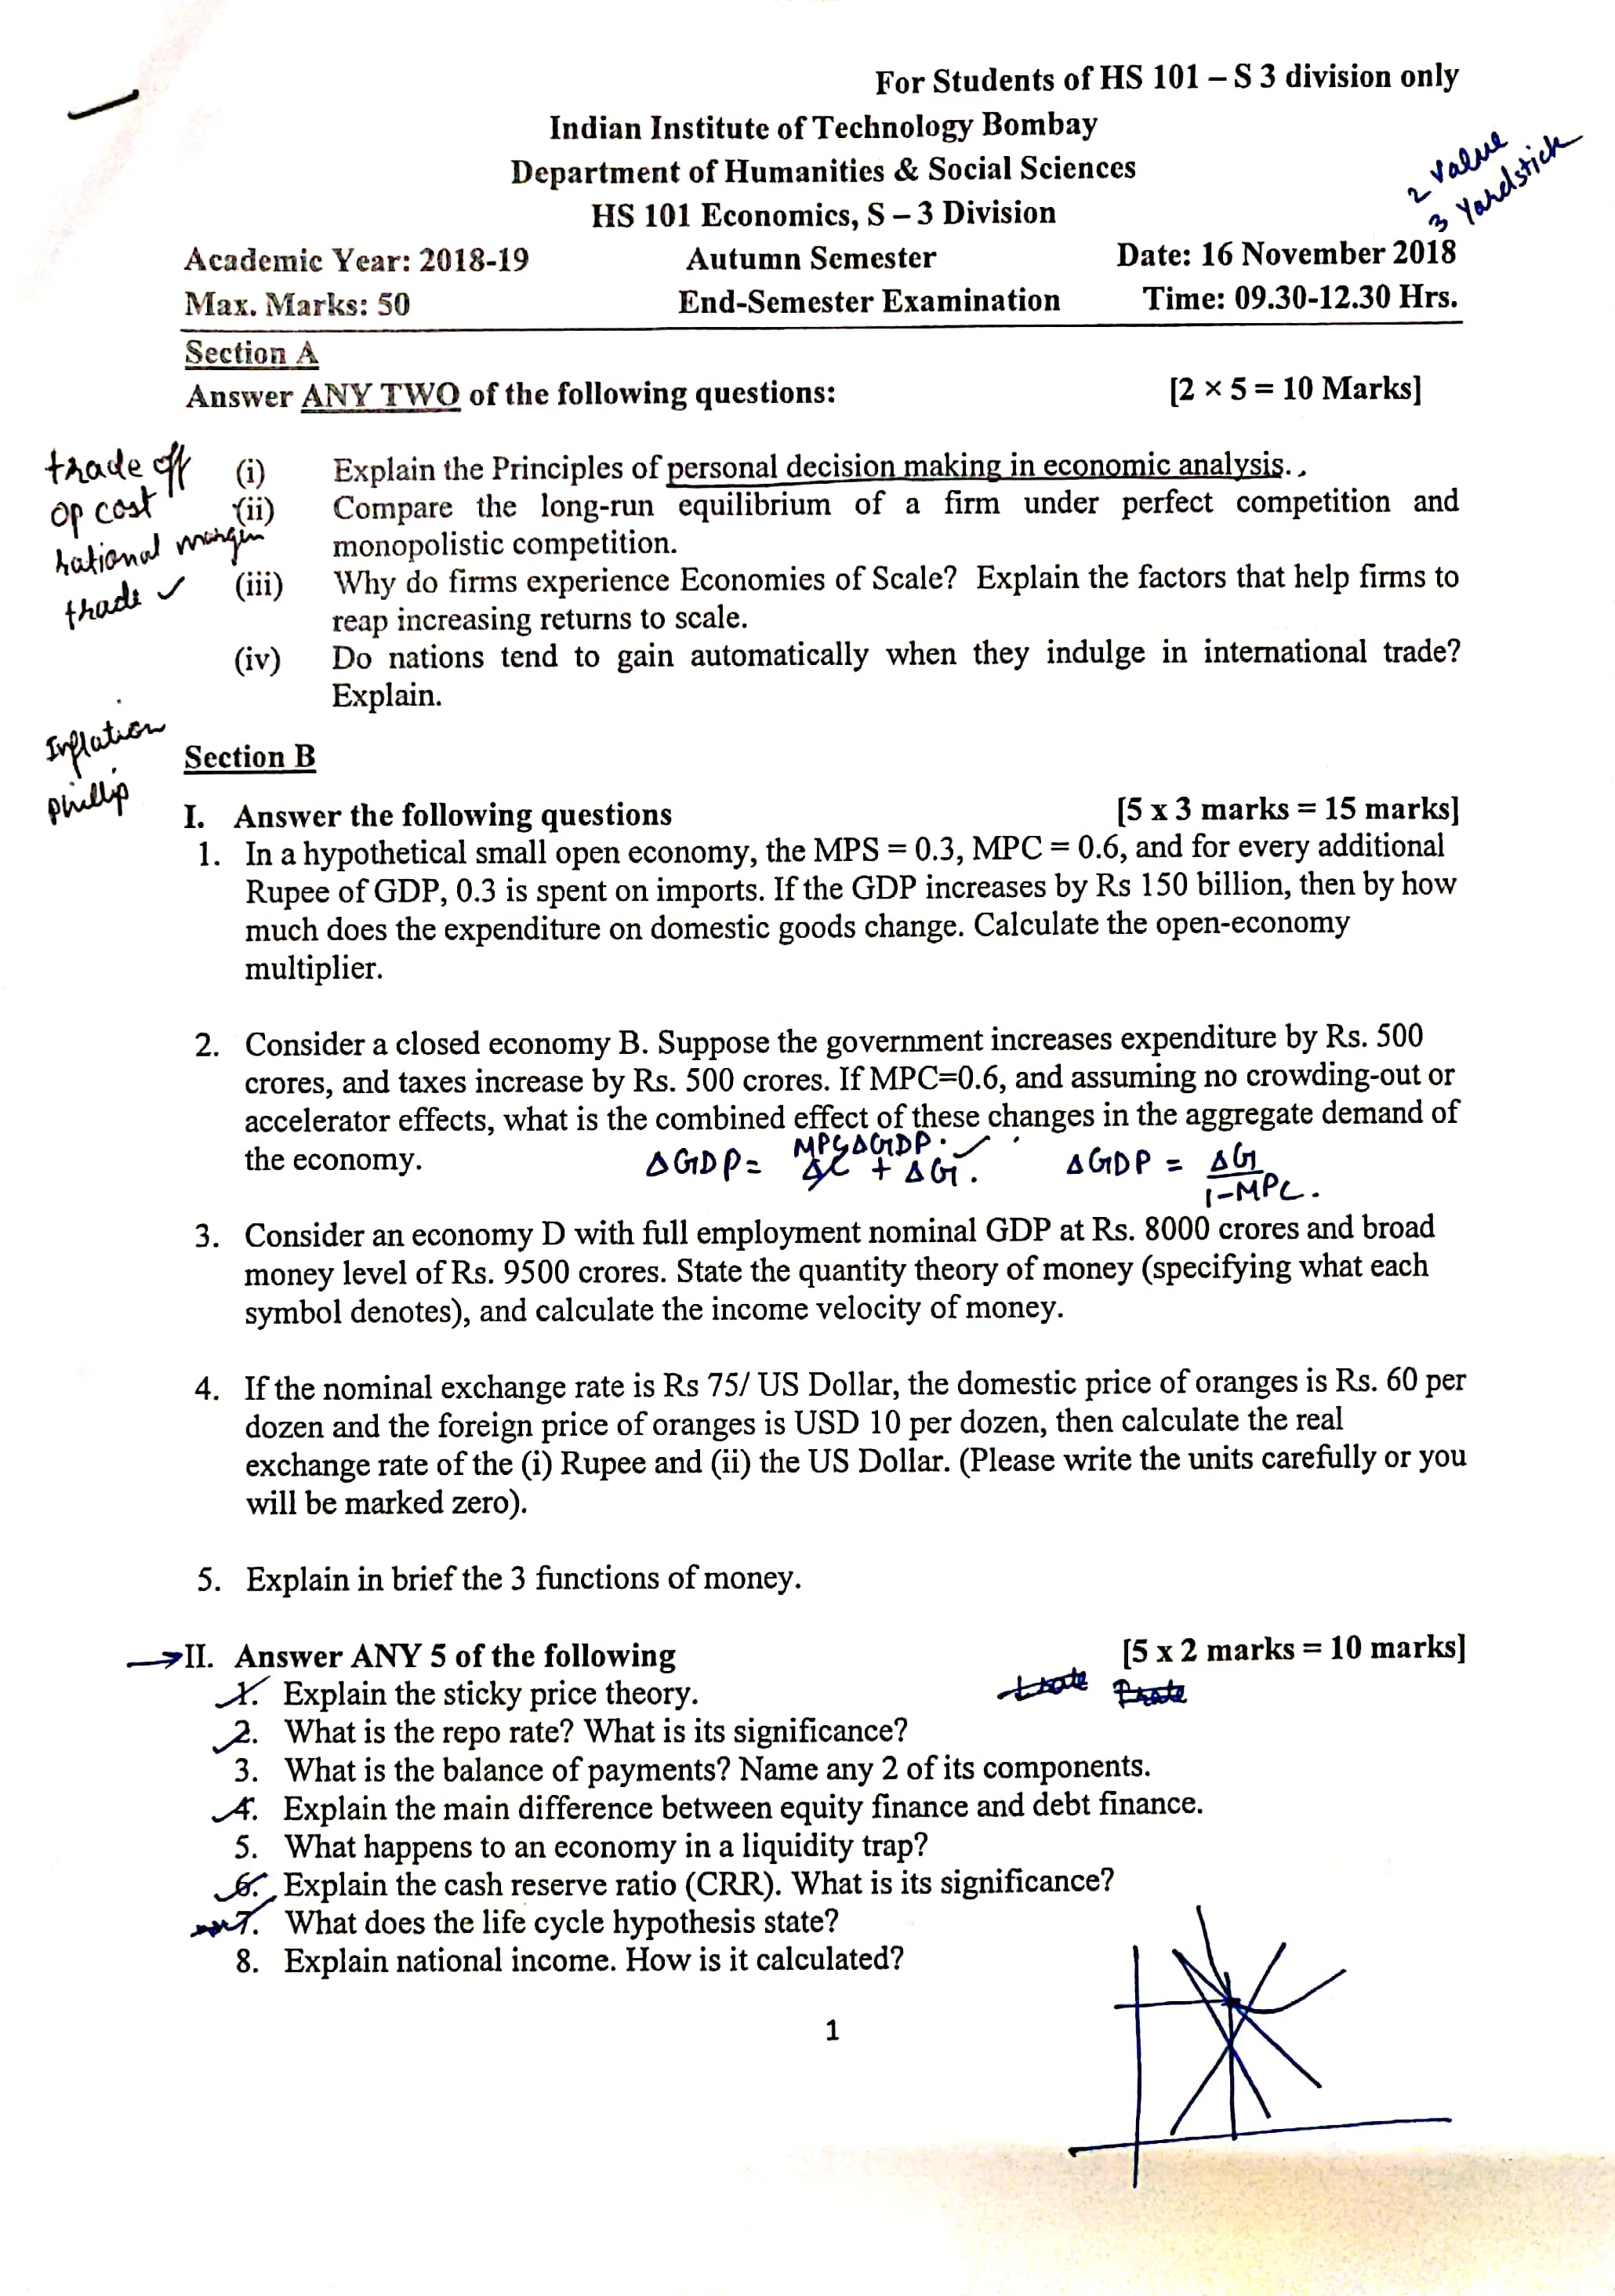 For Students of HS 101 – S 3 division only
Indian Institute of Technology Bombay
Department of Humanities & Social Sciences
2 value
3 Yardstick
HS 101 Economics, S – 3 Division
Academic Year: 2018-19 Autumn Semester Date: 16 November 2018
Max. Marks: 50 End-Semester Examination Time: 09.30-12.30 Hrs.
Section A
Answer ANY TWO of the following questions: [2 × 5 = 10 Marks]
trade off
op cost
rational margin
trade
(i) Explain the Principles of personal decision making in economic analysis.
(ii) Compare the long-run equilibrium of a firm under perfect competition and
monopolistic competition.
(iii) Why do firms experience Economies of Scale? Explain the factors that help firms to
reap increasing returns to scale.
(iv) Do nations tend to gain automatically when they indulge in international trade?
Explain.
Inflation
phillip
Section B
I. Answer the following questions [5 x 3 marks = 15 marks]
1. In a hypothetical small open economy, the MPS = 0.3, MPC = 0.6, and for every additional
Rupee of GDP, 0.3 is spent on imports. If the GDP increases by Rs 150 billion, then by how
much does the expenditure on domestic goods change. Calculate the open-economy
multiplier.
2. Consider a closed economy B. Suppose the government increases expenditure by Rs. 500
crores, and taxes increase by Rs. 500 crores. If MPC=0.6, and assuming no crowding-out or
accelerator effects, what is the combined effect of these changes in the aggregate demand of
the economy.
MPC ΔGDP.
ΔGDP = ΔC + ΔG. ΔGDP = ΔG
1-MPC.
3. Consider an economy D with full employment nominal GDP at Rs. 8000 crores and broad
money level of Rs. 9500 crores. State the quantity theory of money (specifying what each
symbol denotes), and calculate the income velocity of money.
4. If the nominal exchange rate is Rs 75/ US Dollar, the domestic price of oranges is Rs. 60 per
dozen and the foreign price of oranges is USD 10 per dozen, then calculate the real
exchange rate of the (i) Rupee and (ii) the US Dollar. (Please write the units carefully or you
will be marked zero).
5. Explain in brief the 3 functions of money.
II. Answer ANY 5 of the following [5 x 2 marks = 10 marks]
1. Explain the sticky price theory.
2. What is the repo rate? What is its significance?
3. What is the balance of payments? Name any 2 of its components.
4. Explain the main difference between equity finance and debt finance.
5. What happens to an economy in a liquidity trap?
6. Explain the cash reserve ratio (CRR). What is its significance?
7. What does the life cycle hypothesis state?
8. Explain national income. How is it calculated?
1